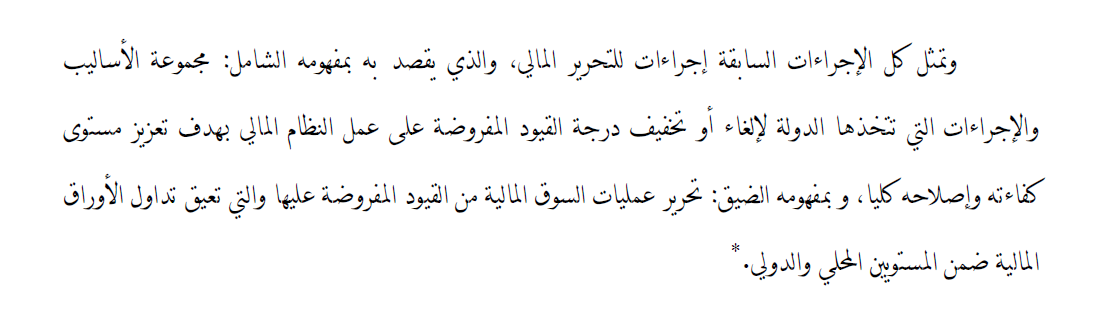 وتمثل كل الإجراءات السابقة إجراءات للتحرير المالي، والذي يقصد به بمفهومه الشامل: مجموعة الأساليب
والإجراءات التي تتخذها الدولة لإلغاء أو تخفيف درجة القيود المفروضة على عمل النظام المالي بهدف تعزيز مستوى
كفاءته وإصلاحه كليا، و بمفهومه الضيق: تحرير عمليات السوق المالية من القيود المفروضة عليها والتي تعيق تداول الأوراق
المالية ضمن المستويين المحلي والدولي.*